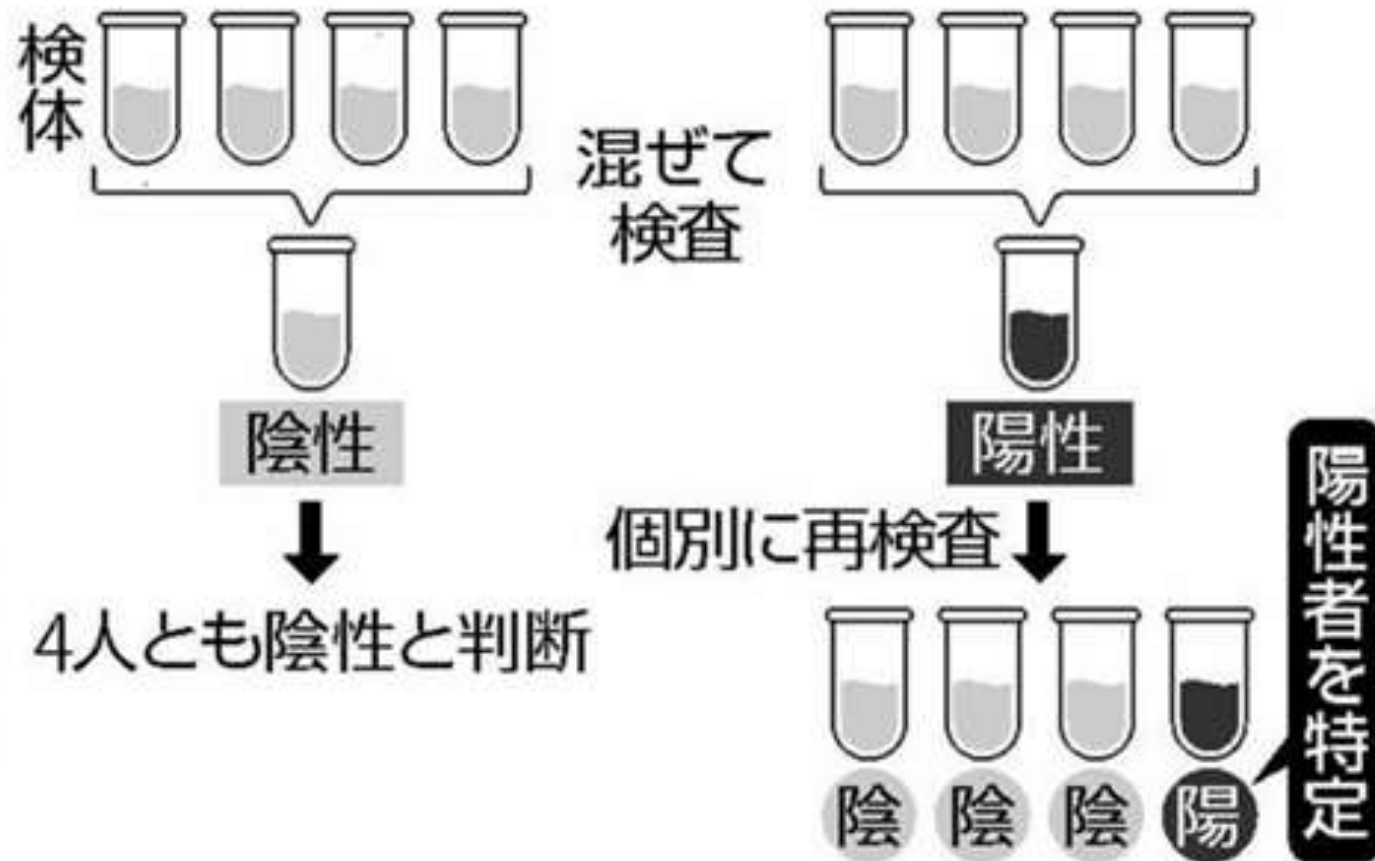 検体
混ぜて
検査
陰性
陽性
4人とも陰性と判断
個別に再検査
陰 陰 陰 陽
陽性者を特定